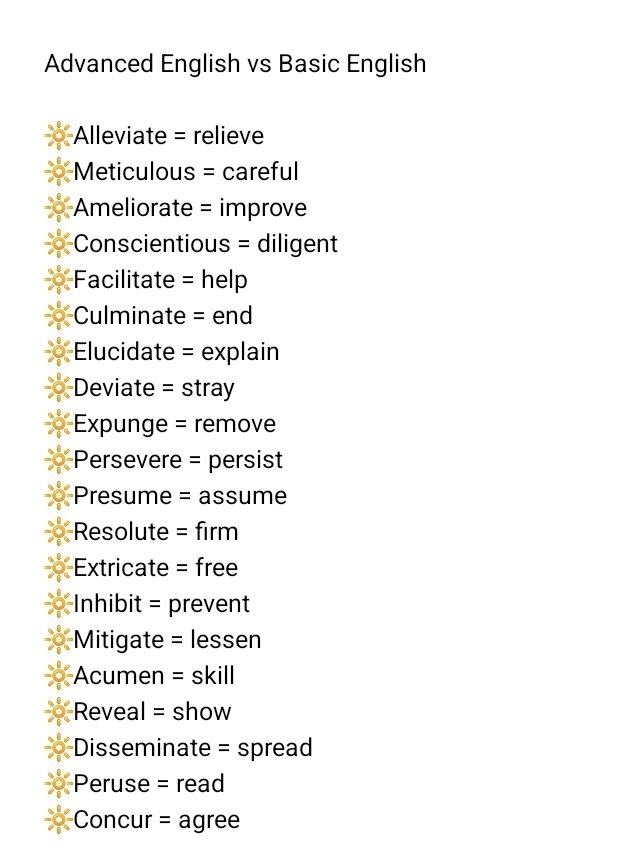 Advanced English vs Basic English
🔆Alleviate = relieve
🔆Meticulous = careful
🔆Ameliorate = improve
🔆Conscientious = diligent
🔆Facilitate = help
🔆Culminate = end
🔆Elucidate = explain
🔆Deviate = stray
🔆Expunge = remove
🔆Persevere = persist
🔆Presume = assume
🔆Resolute = firm
🔆Extricate = free
🔆Inhibit = prevent
🔆Mitigate = lessen
🔆Acumen = skill
🔆Reveal = show
🔆Disseminate = spread
🔆Peruse = read
🔆Concur = agree